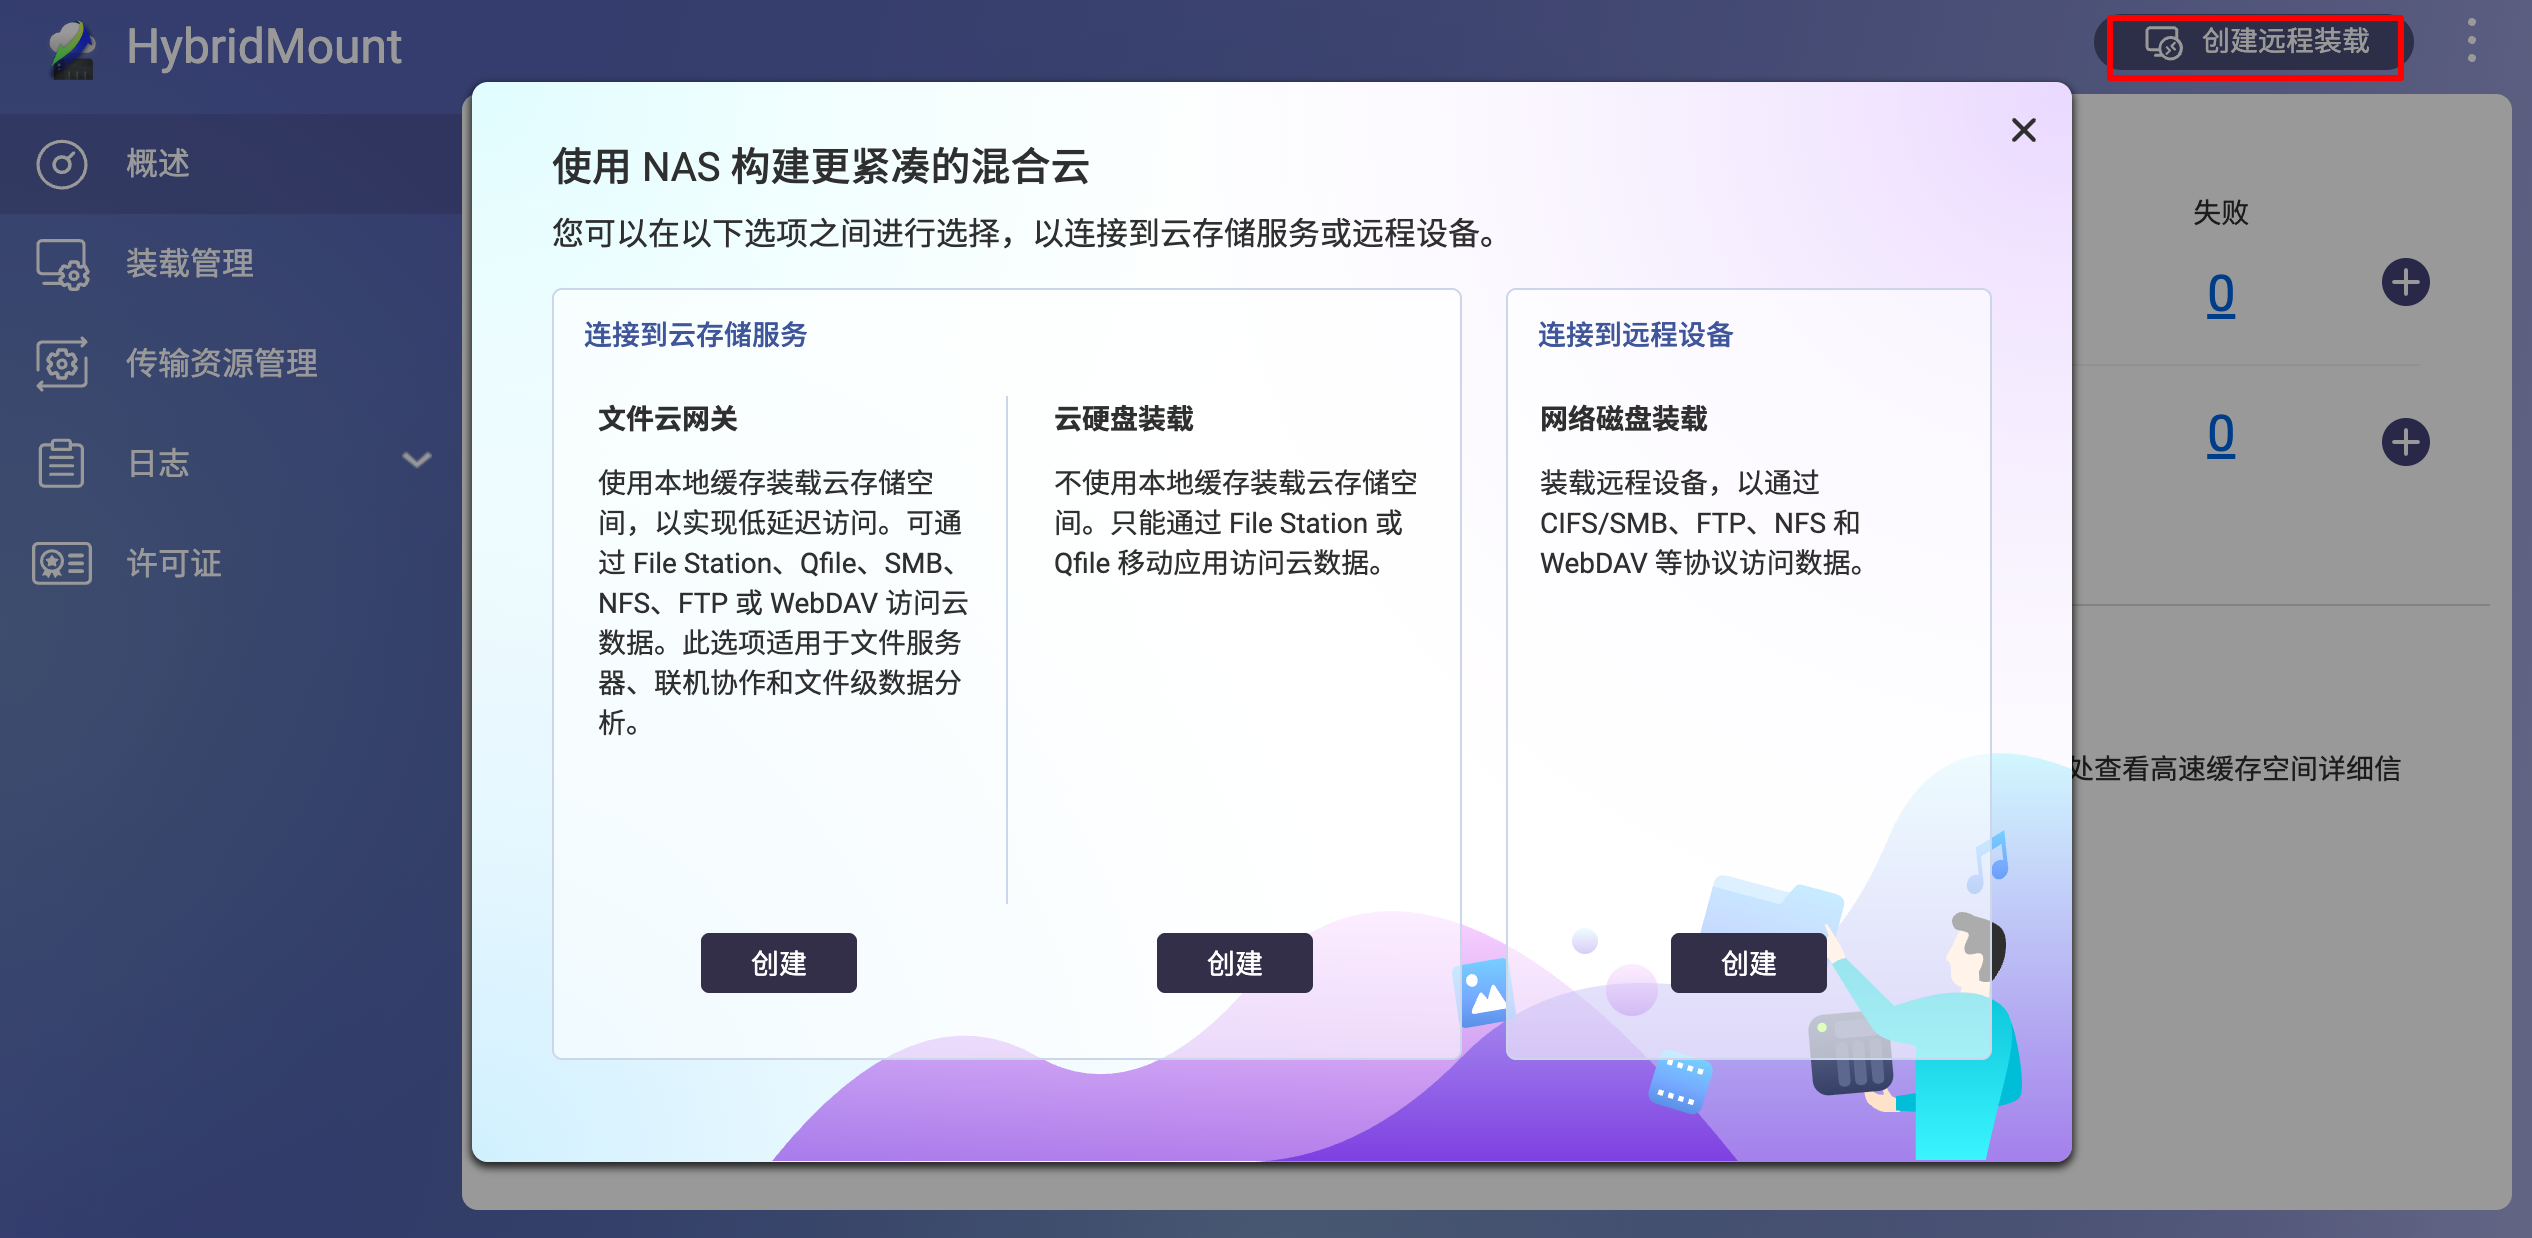 HybridMount
创建远程装载
概述
装载管理
传输资源管理
日志
许可证
使用 NAS 构建更紧凑的混合云
您可以在以下选项之间进行选择，以连接到云存储服务或远程设备。
连接到云存储服务
文件云网关
使用本地缓存装载云存储空
间，以实现低延迟访问。可通
过 File Station、Qfile、SMB、
NFS、FTP 或 WebDAV 访问云
数据。此选项适用于文件服务
器、联机协作和文件级数据分
析。
创建
云硬盘装载
不使用本地缓存装载云存储空
间。只能通过 File Station 或
Qfile 移动应用访问云数据。
创建
连接到远程设备
网络磁盘装载
装载远程设备，以通过
CIFS/SMB、FTP、NFS 和
WebDAV 等协议访问数据。
创建
失败
0
0
处查看高速缓存空间详细信